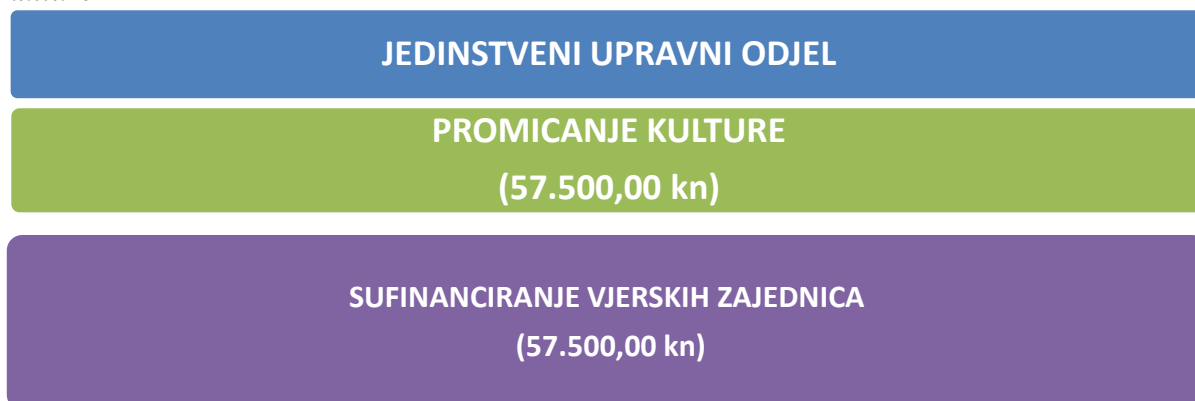 JEDINSTVENI UPRAVNI ODJEL
PROMICANJE KULTURE
(57.500,00 kn)
SUFINANCIRANJE VJERSKIH ZAJEDNICA
(57.500,00 kn)